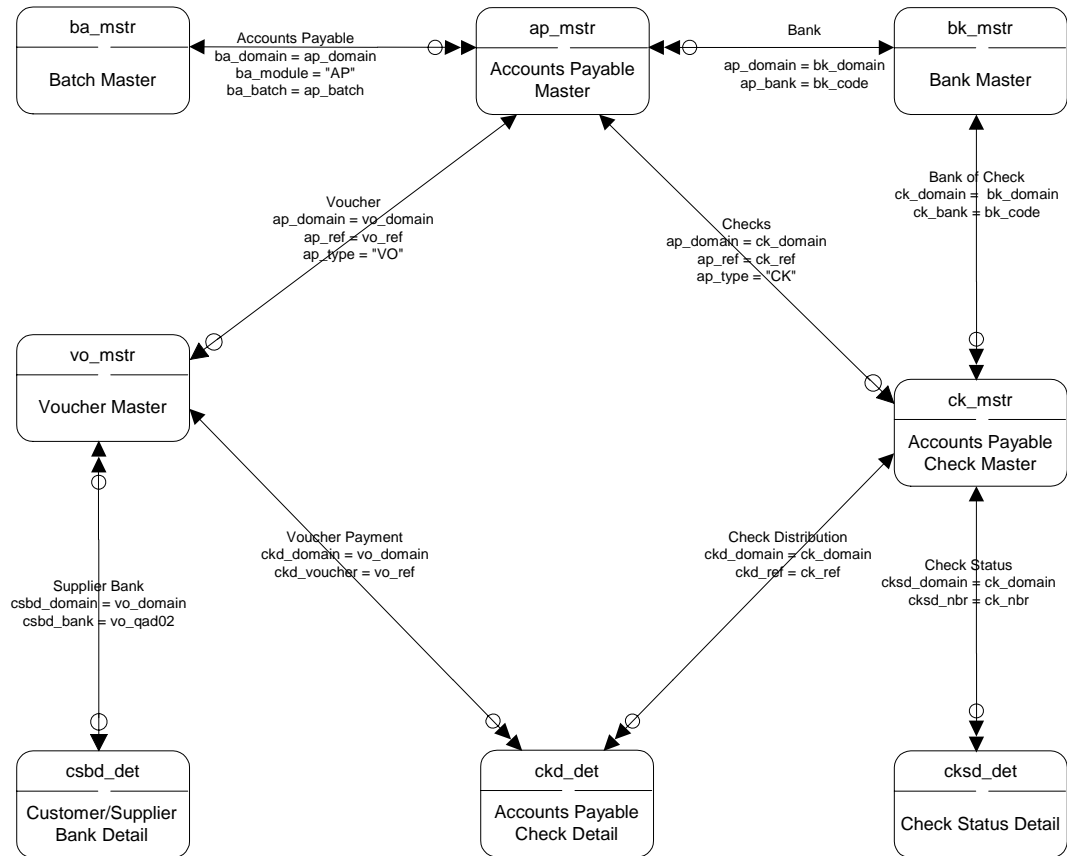 ba_mstr
Batch Master
Accounts Payable
ba_domain = ap_domain
ba_module = "AP"
ba_batch = ap_batch
ap_mstr
Accounts Payable
Master
Bank
ap_domain = bk_domain
ap_bank = bk_code
bk_mstr
Bank Master
Voucher
ap_domain = vo_domain
ap_ref = vo_ref
ap_type = "VO"
Checks
ap_domain = ck_domain
ap_ref = ck_ref
ap_type = "CK"
Bank of Check
ck_domain = bk_domain
ck_bank = bk_code
vo_mstr
Voucher Master
ck_mstr
Accounts Payable
Check Master
Supplier Bank
csbd_domain = vo_domain
csbd_bank = vo_qad02
Voucher Payment
ckd_domain = vo_domain
ckd_voucher = vo_ref
Check Distribution
ckd_domain = ck_domain
ckd_ref = ck_ref
Check Status
cksd_domain = ck_domain
cksd_nbr = ck_nbr
csbd_det
Customer/Supplier
Bank Detail
ckd_det
Accounts Payable
Check Detail
cksd_det
Check Status Detail